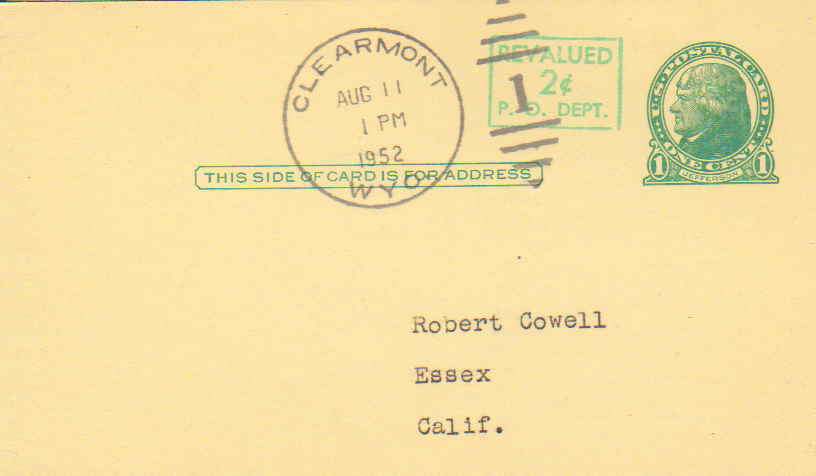 CLEARMONT
AUG 11
1 PM
1952
WYO.
REVALUED
2¢
P. O. DEPT.
1
U·S·POSTAL CARD
1 ONE CENT 1
JEFFERSON
THIS SIDE OF CARD IS FOR ADDRESS
Robert Cowell
Essex
Calif.